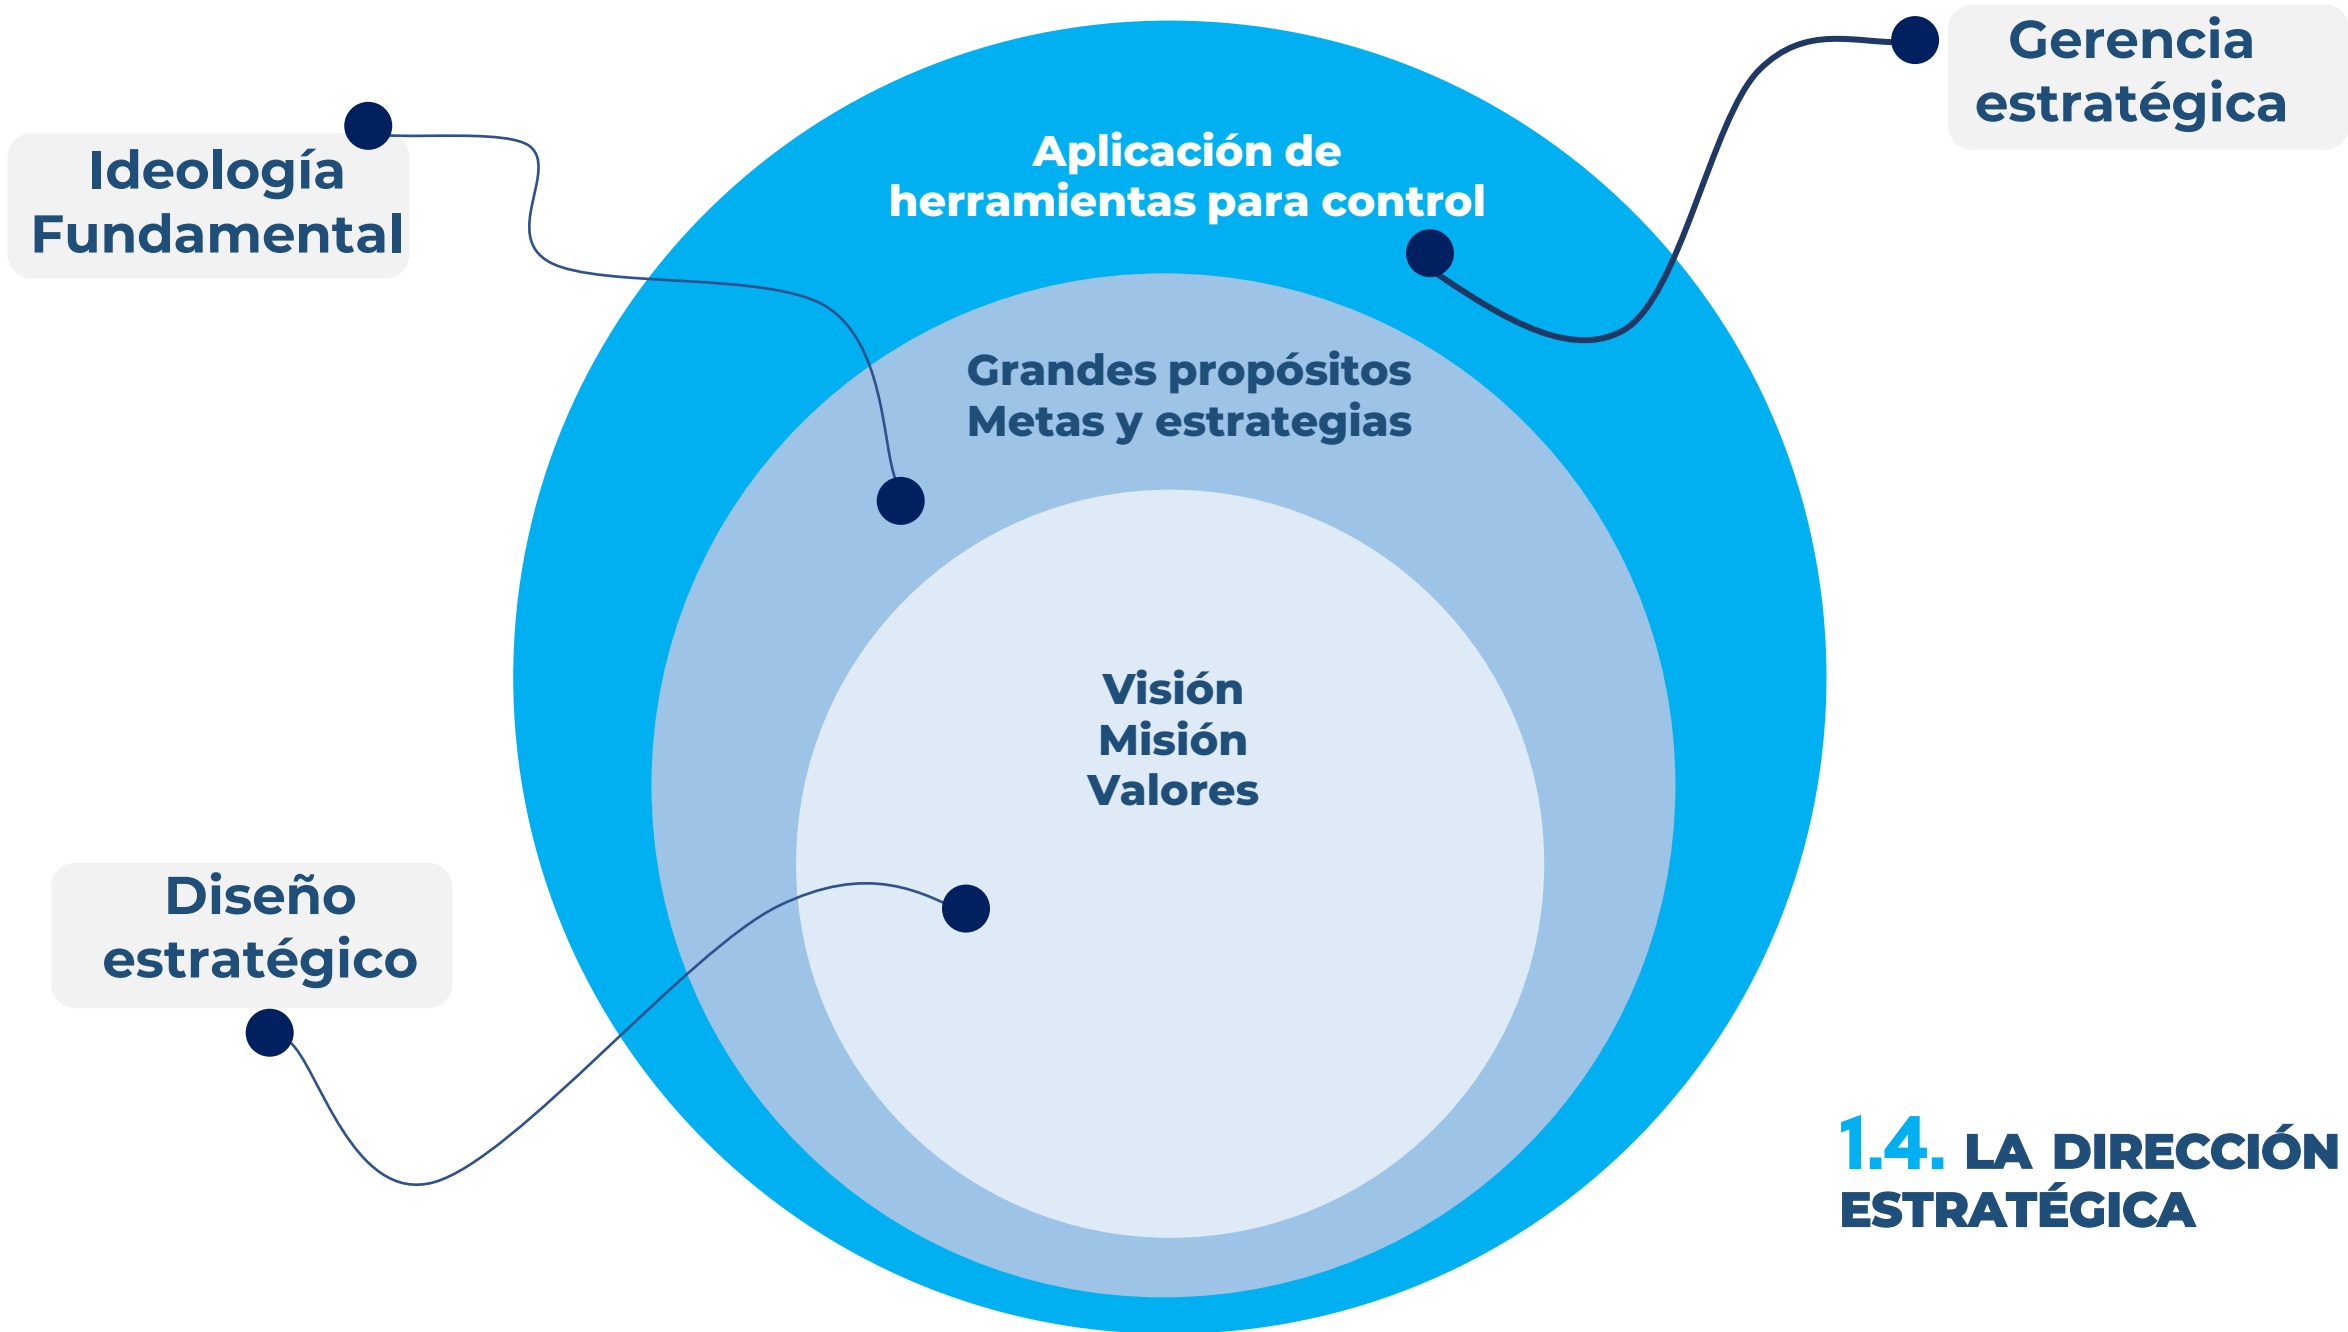 Gerencia
estratégica
Ideología
Fundamental
Aplicación de
herramientas para control
Grandes propósitos
Metas y estrategias
Visión
Misión
Valores
Diseño
estratégico
1.4. LA DIRECCIÓN
ESTRATÉGICA